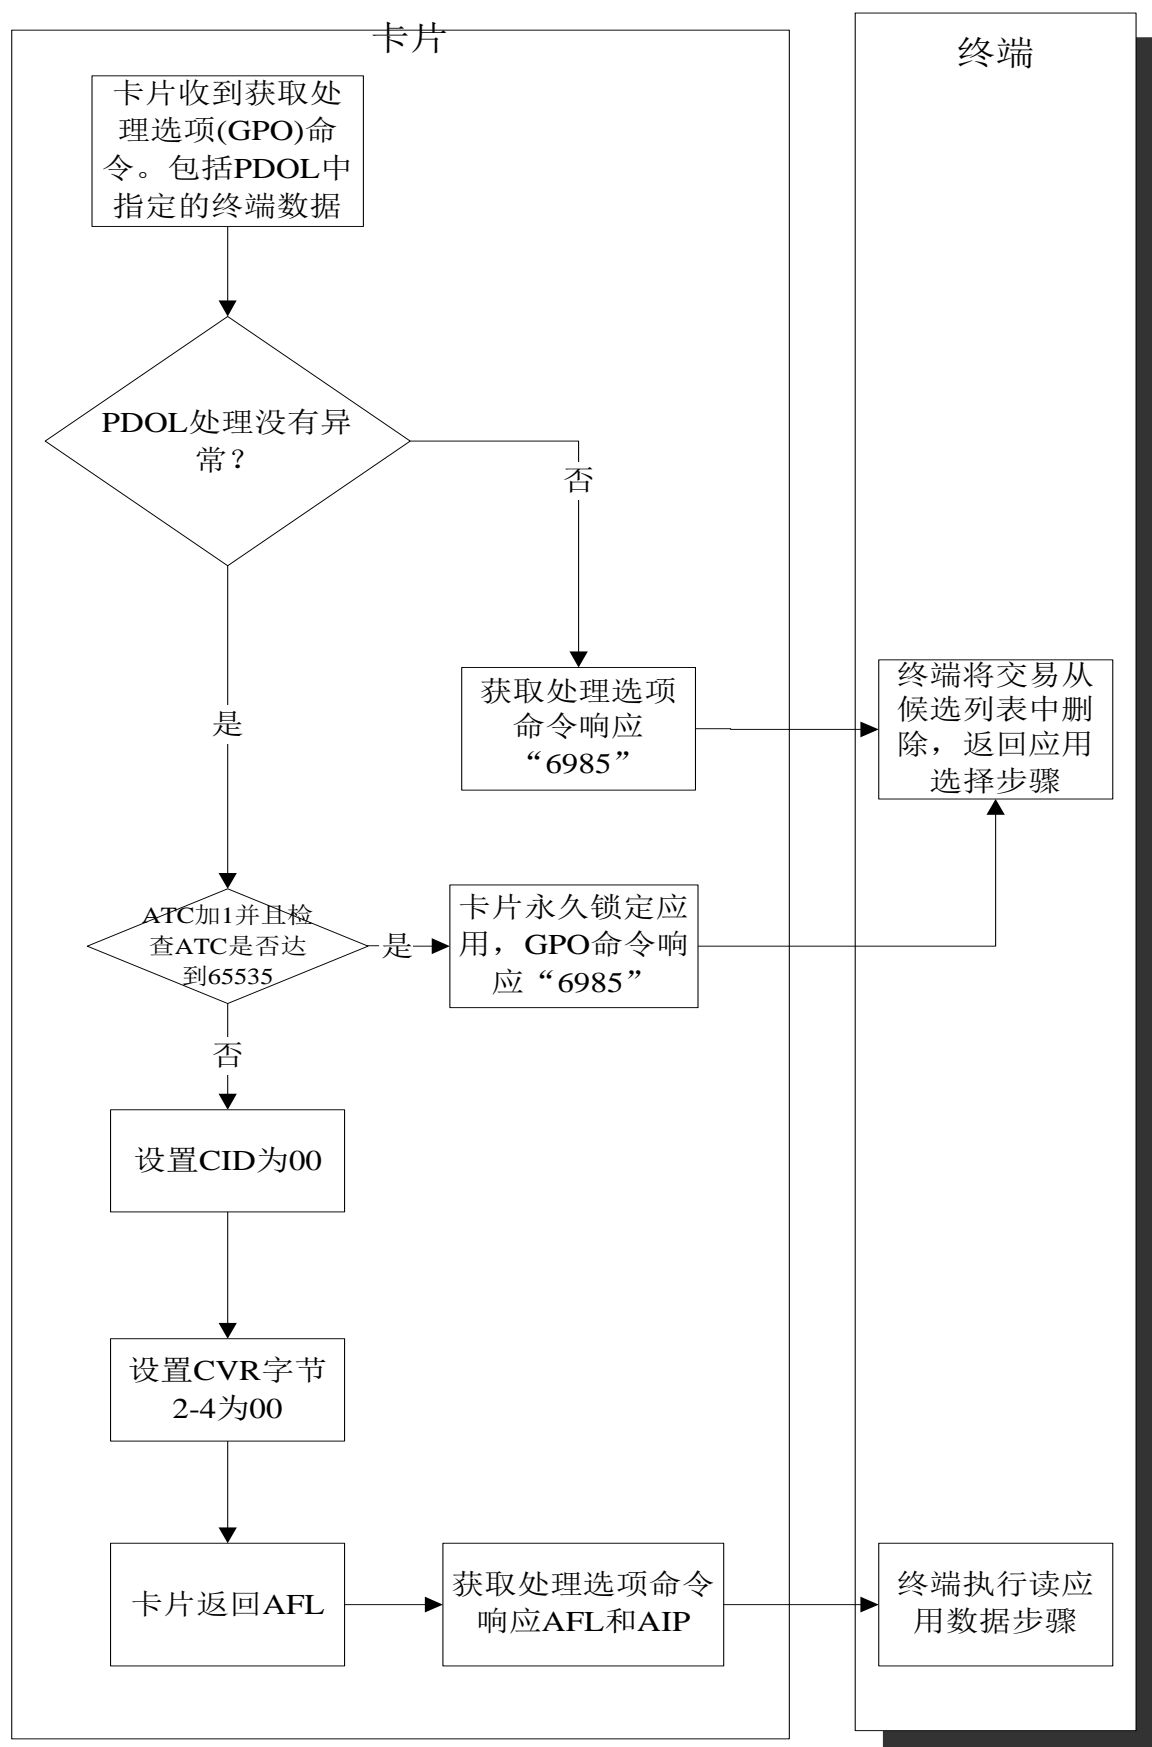 卡片
终端
卡片收到获取处
理选项(GPO)命
令。包括PDOL中
指定的终端数据
PDOL处理没有异
常?
否
是
获取处理选项
命令响应
“6985”
终端将交易从
候选列表中删
除，返回应用
选择步骤
ATC加1并且检
查ATC是否达
到65535
是
卡片永久锁定应
用，GPO命令响
应“6985”
否
设置CID为00
设置CVR字节
2-4为00
卡片返回AFL
获取处理选项命令
响应AFL和AIP
终端执行读应
用数据步骤